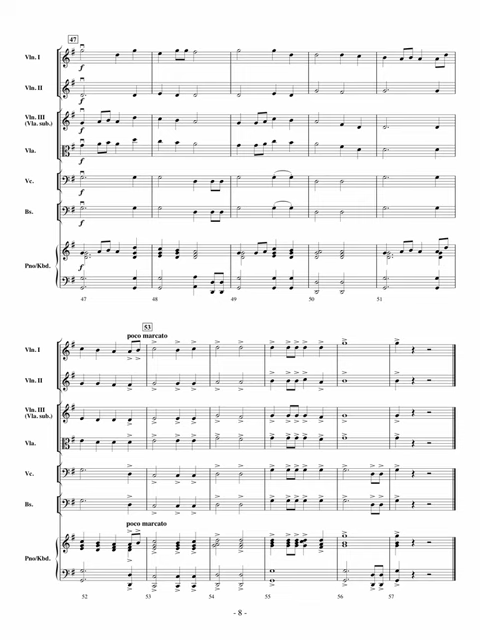 47
Vln. I
Vln. II
Vln. III
(Vla. sub.)
Vla.
Vc.
Bs.
Pno/Kbd.
f
f
f
f
f
f
f
47 48 49 50 51
poco marcato
53
Vln. I
Vln. II
Vln. III
(Vla. sub.)
Vla.
Vc.
Bs.
poco marcato
Pno/Kbd.
52 53 54 55 56 57
- 8 -